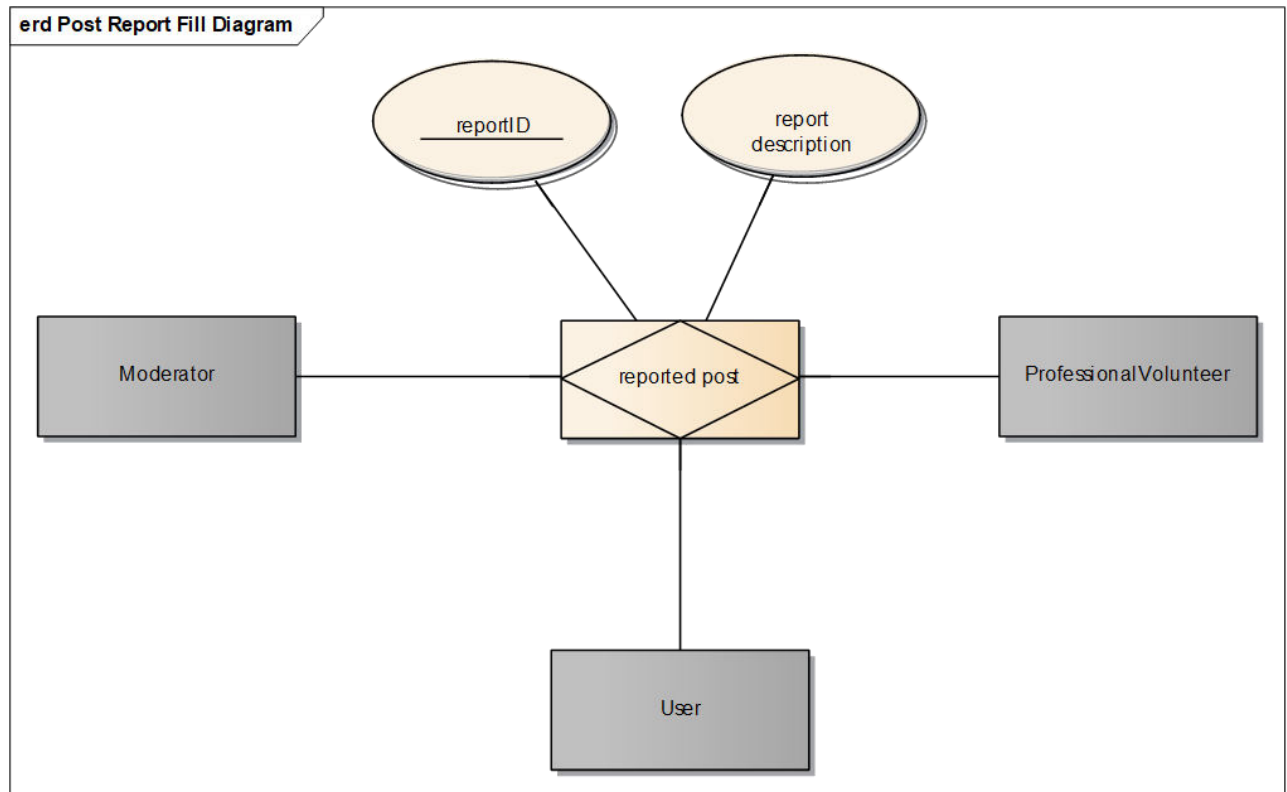 erd Post Report Fill Diagram
reportID
report
description
Moderator
reported post
ProfessionalVolunteer
User